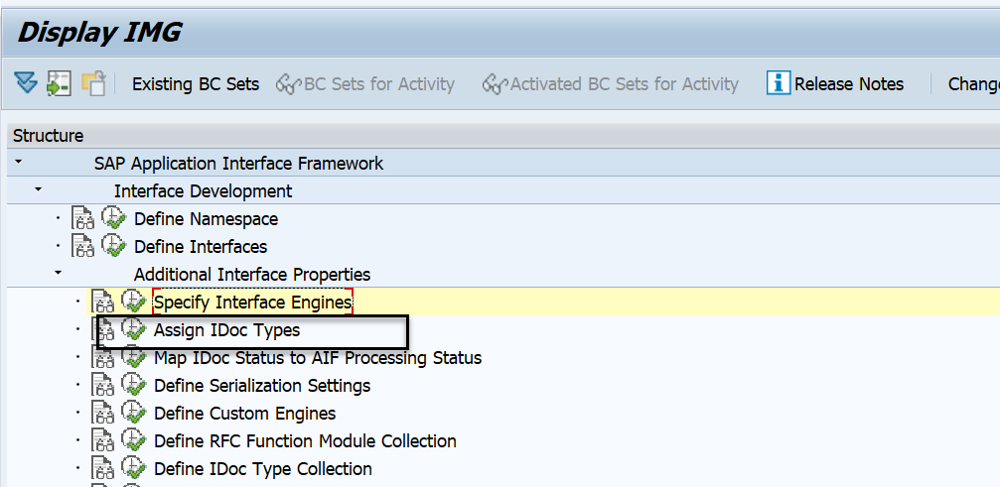 Display IMG
Existing BC Sets BC Sets for Activity Activated BC Sets for Activity Release Notes Change
Structure
SAP Application Interface Framework
Interface Development
Define Namespace
Define Interfaces
Additional Interface Properties
Specify Interface Engines
Assign IDoc Types
Map IDoc Status to AIF Processing Status
Define Serialization Settings
Define Custom Engines
Define RFC Function Module Collection
Define IDoc Type Collection